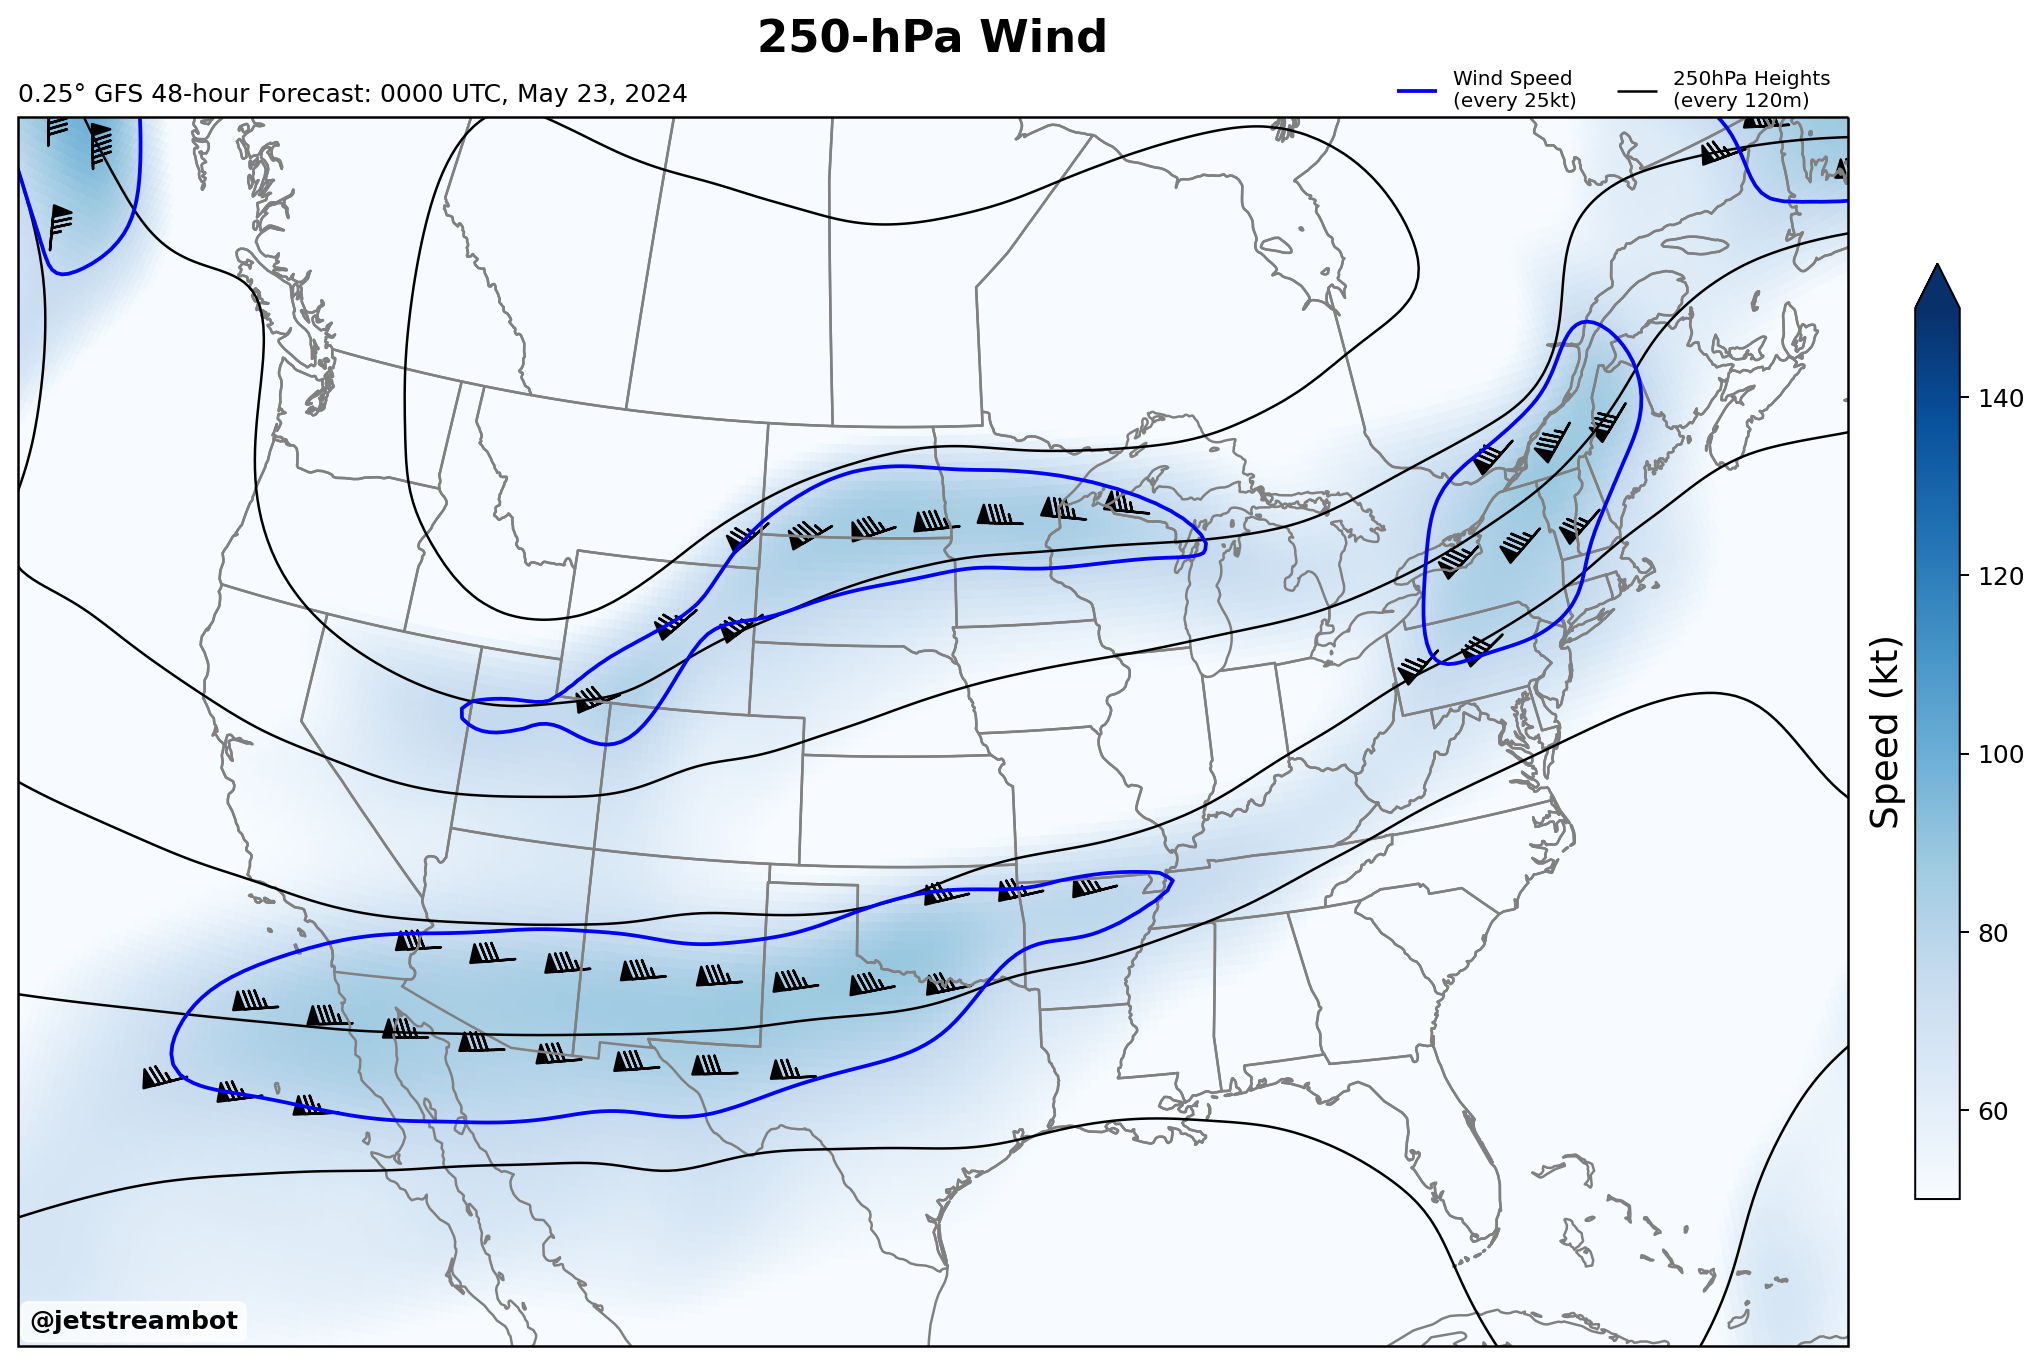 250-hPa Wind
0.25° GFS 48-hour Forecast: 0000 UTC, May 23, 2024
Wind Speed
(every 25kt)
250hPa Heights
(every 120m)
140
120
100
80
60
Speed (kt)
@jetstreambot